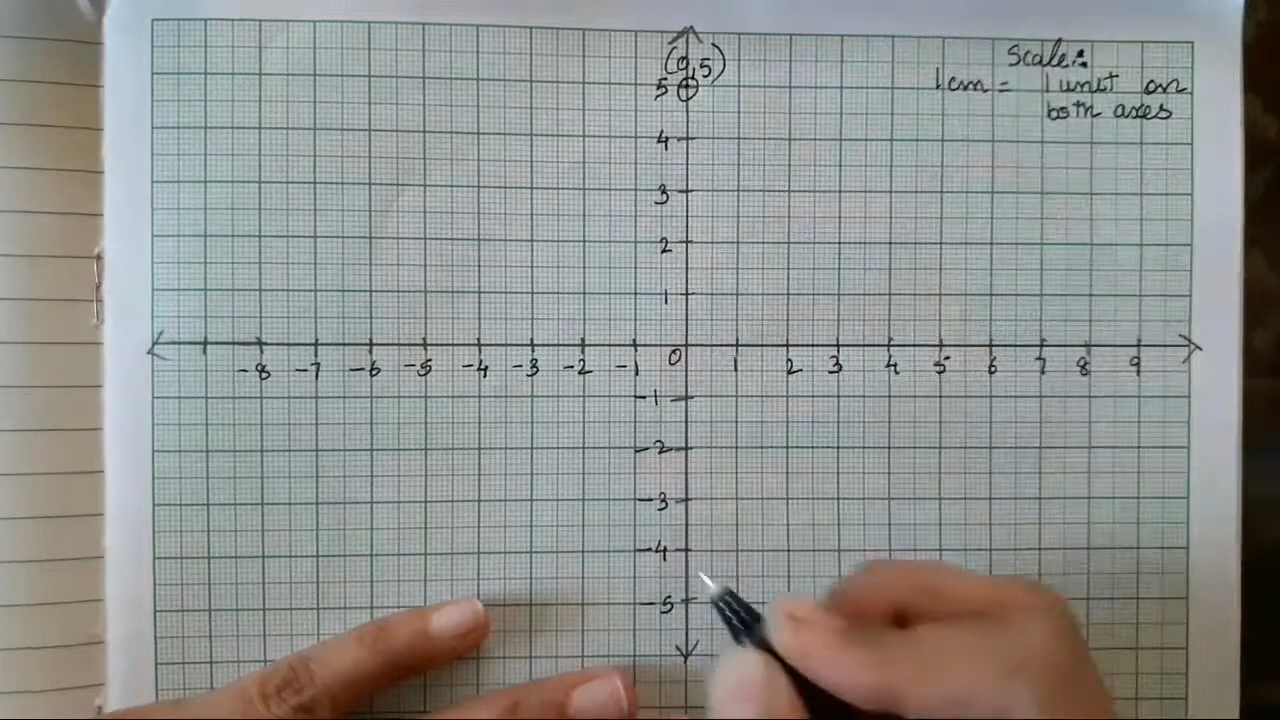 (0,5)
Scale:
1cm = 1 unit on
both axes
5
4
3
2
1
-8 -7 -6 -5 -4 -3 -2 -1 0 1 2 3 4 5 6 7 8 9
-1
-2
-3
-4
-5